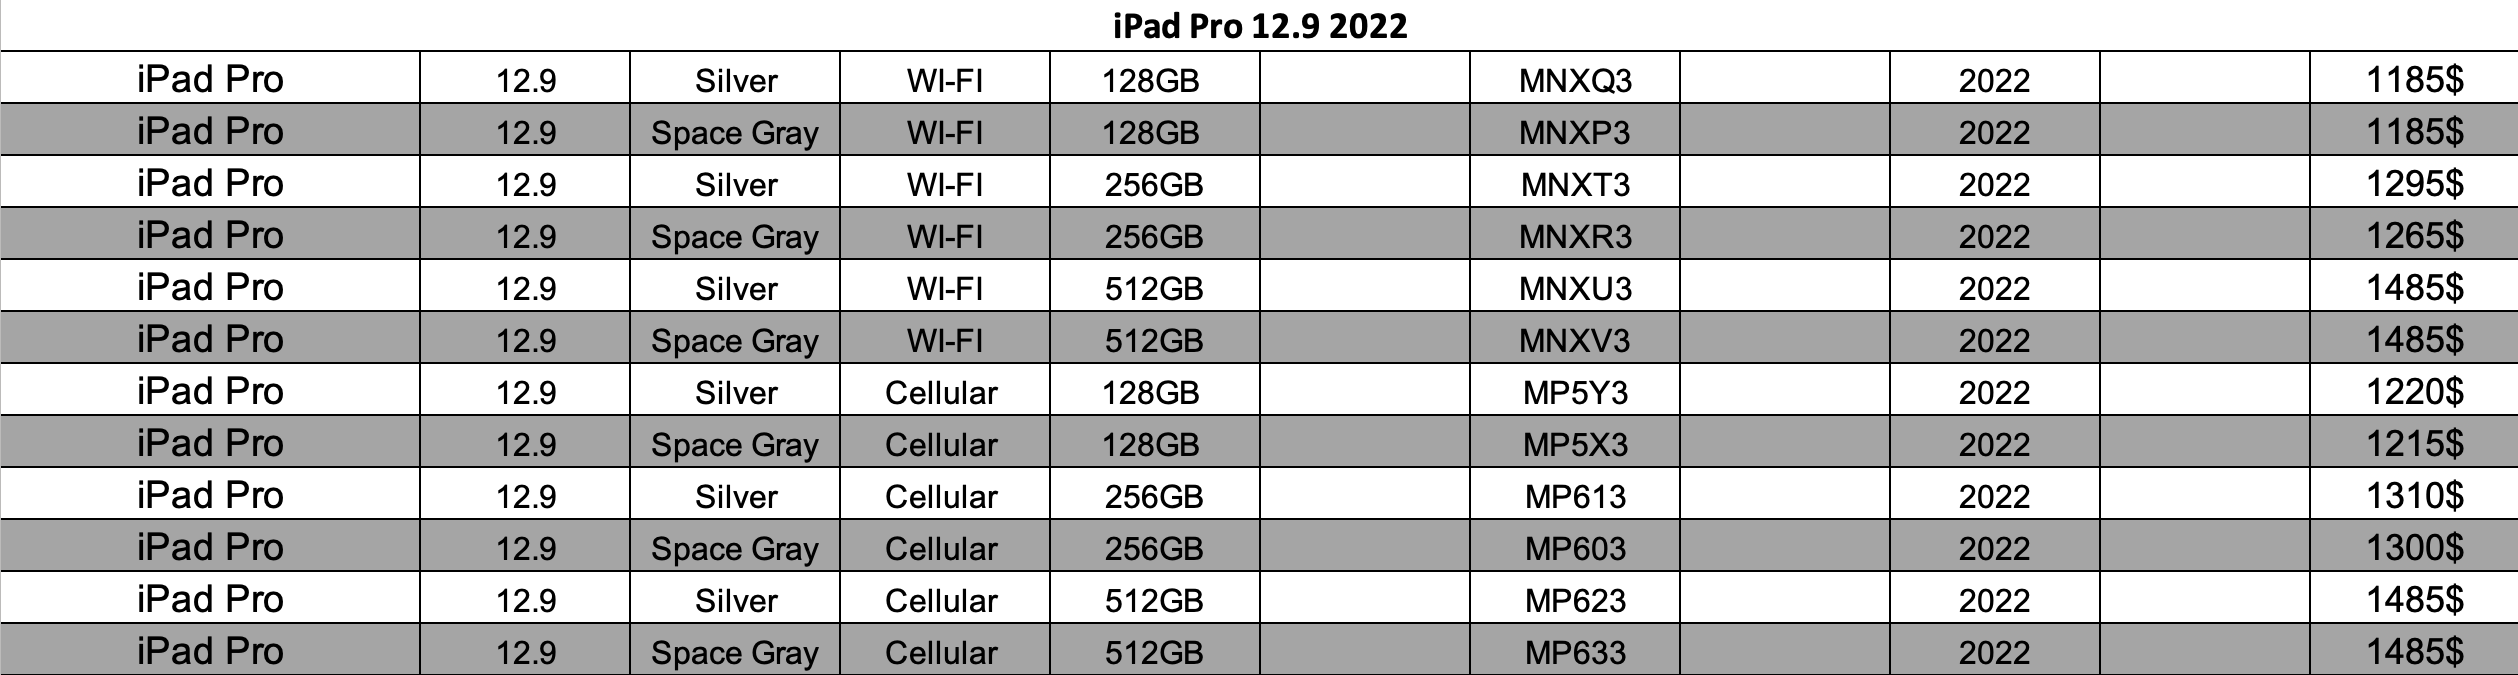 iPad Pro 12.9 2022
iPad Pro 12.9 Silver WI-FI 128GB MNXQ3 2022 1185$
iPad Pro 12.9 Space Gray WI-FI 128GB MNXP3 2022 1185$
iPad Pro 12.9 Silver WI-FI 256GB MNXT3 2022 1295$
iPad Pro 12.9 Space Gray WI-FI 256GB MNXR3 2022 1265$
iPad Pro 12.9 Silver WI-FI 512GB MNXU3 2022 1485$
iPad Pro 12.9 Space Gray WI-FI 512GB MNXV3 2022 1485$
iPad Pro 12.9 Silver Cellular 128GB MP5Y3 2022 1220$
iPad Pro 12.9 Space Gray Cellular 128GB MP5X3 2022 1215$
iPad Pro 12.9 Silver Cellular 256GB MP613 2022 1310$
iPad Pro 12.9 Space Gray Cellular 256GB MP603 2022 1300$
iPad Pro 12.9 Silver Cellular 512GB MP623 2022 1485$
iPad Pro 12.9 Space Gray Cellular 512GB MP633 2022 1485$